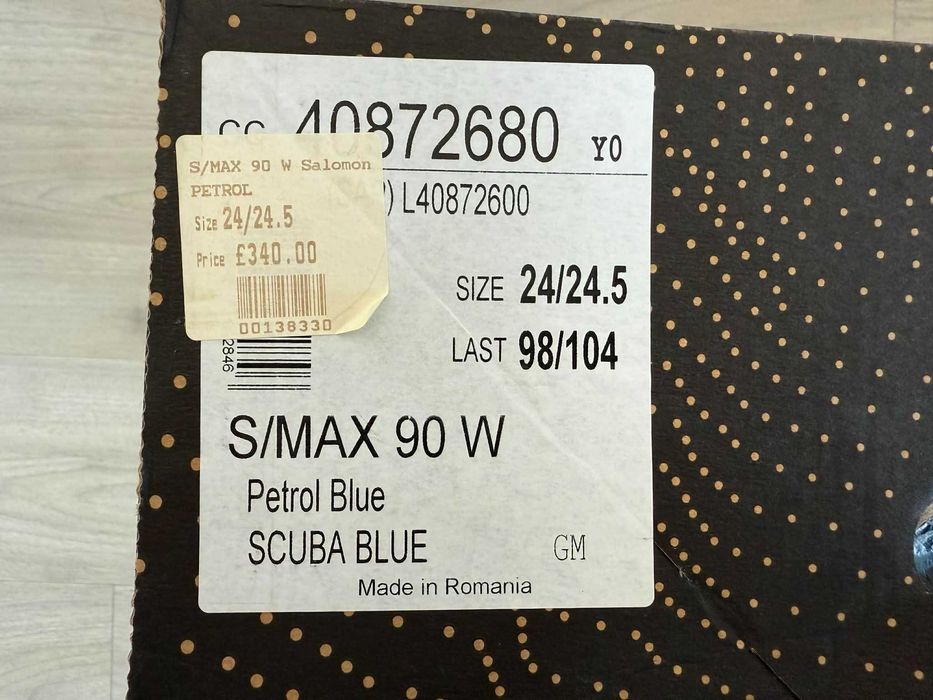 40872680 Y0
L40872600
S/MAX 90 W Salomon
PETROL
Size 24/24.5
Price £340.00
00138330
SIZE 24/24.5
LAST 98/104
2846
S/MAX 90 W
Petrol Blue
SCUBA BLUE GM
Made in Romania